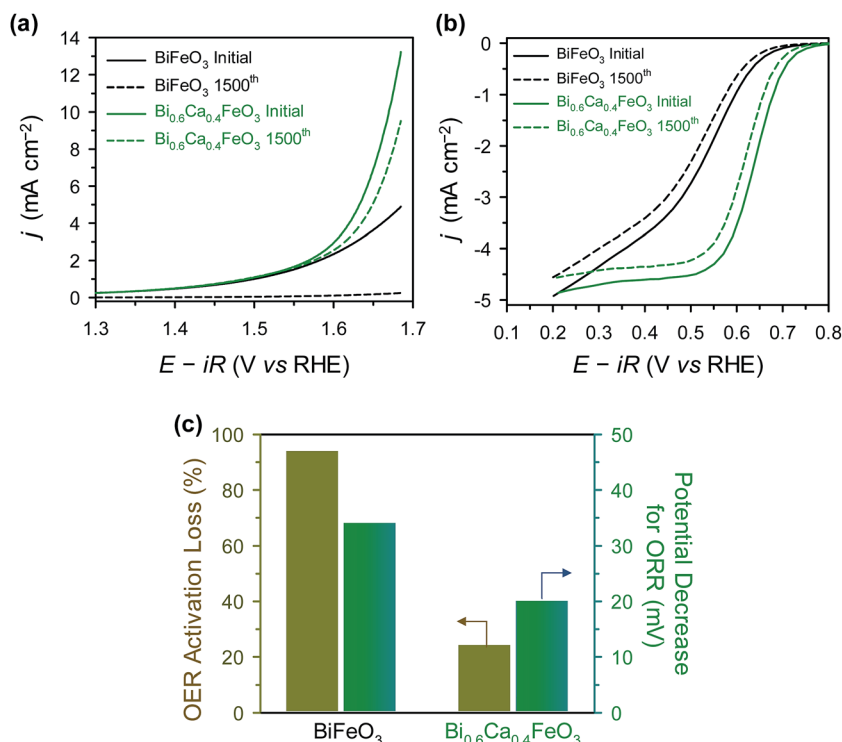 (a)
14
12
10
8
6
4
2
0
j (mA cm⁻²)
BiFeO₃ Initial
BiFeO₃ 1500ᵗʰ
Bi₀.₆Ca₀.₄FeO₃ Initial
Bi₀.₆Ca₀.₄FeO₃ 1500ᵗʰ
1.3 1.4 1.5 1.6 1.7
E − iR (V vs RHE)
(b)
0
-1
-2
-3
-4
-5
j (mA cm⁻²)
BiFeO₃ Initial
BiFeO₃ 1500ᵗʰ
Bi₀.₆Ca₀.₄FeO₃ Initial
Bi₀.₆Ca₀.₄FeO₃ 1500ᵗʰ
0.1 0.2 0.3 0.4 0.5 0.6 0.7 0.8
E − iR (V vs RHE)
(c)
100
80
60
40
20
0
OER Activation Loss (%)
50
40
30
20
10
0
Potential Decrease
for ORR (mV)
BiFeO₃ Bi₀.₆Ca₀.₄FeO₃